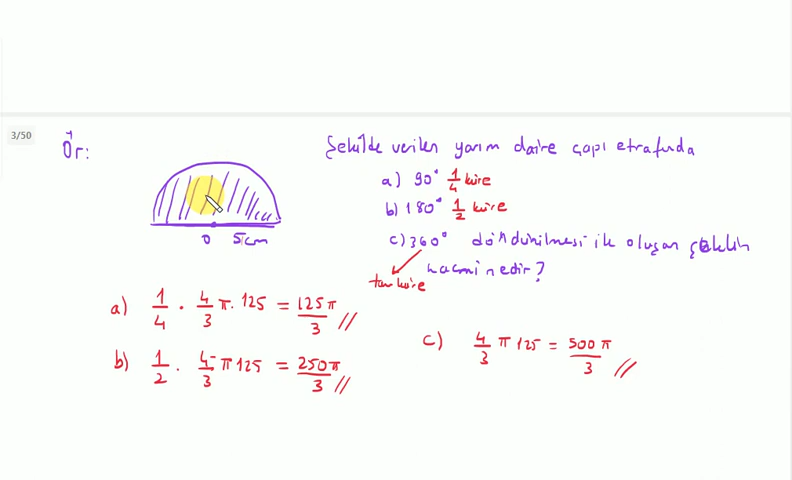 3/50
Ör:
Şekilde verilen yarım daire çapı etrafında
a) 90° 1/4 küre
b) 180° 1/2 küre
c) 360° döndürülmesi ile oluşan şeklin
tam küre
hacmi nedir?
O 5cm
a) 1/4 . 4/3 π . 125 = 125π/3 //
b) 1/2 . 4/3 π 125 = 250π/3 //
c) 4/3 π 125 = 500π/3 //